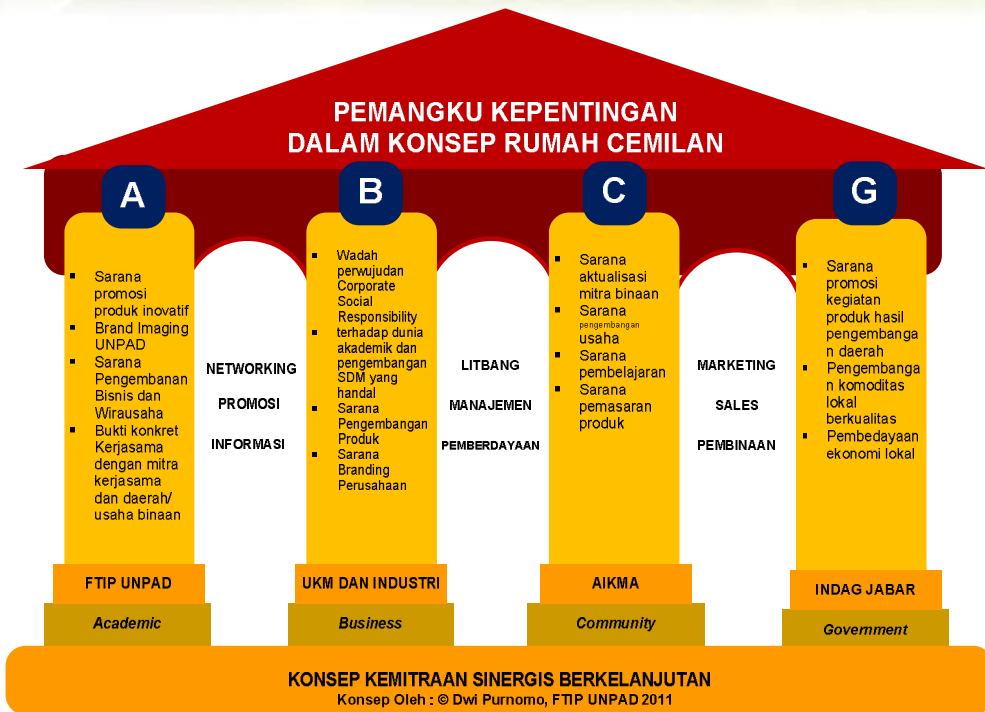 PEMANGKU KEPENTINGAN
DALAM KONSEP RUMAH CEMILAN
A
▪ Sarana
promosi
produk inovatif
▪ Brand Imaging
UNPAD
▪ Sarana
Pengembanan
Bisnis dan
Wirausaha
▪ Bukti konkret
Kerjasama
dengan mitra
kerjasama
dan daerah/
usaha binaan
FTIP UNPAD
Academic
NETWORKING
PROMOSI
INFORMASI
B
▪ Wadah
perwujudan
Corporate
Social
Responsibility
▪ terhadap dunia
akademik dan
pengembangan
SDM yang
handal
▪ Sarana
Pengembangan
Produk
▪ Sarana
Branding
Perusahaan
UKM DAN INDUSTRI
Business
LITBANG
MANAJEMEN
PEMBERDAYAAN
C
▪ Sarana
aktualisasi
mitra binaan
▪ Sarana
pengembangan
usaha
▪ Sarana
pembelajaran
▪ Sarana
pemasaran
produk
AIKMA
Community
MARKETING
SALES
PEMBINAAN
G
▪ Sarana
promosi
kegiatan
produk hasil
pengembanga
n daerah
▪ Pengembanga
n komoditas
lokal
berkualitas
▪ Pembedayaan
ekonomi lokal
INDAG JABAR
Government
KONSEP KEMITRAAN SINERGIS BERKELANJUTAN
Konsep Oleh : © Dwi Purnomo, FTIP UNPAD 2011